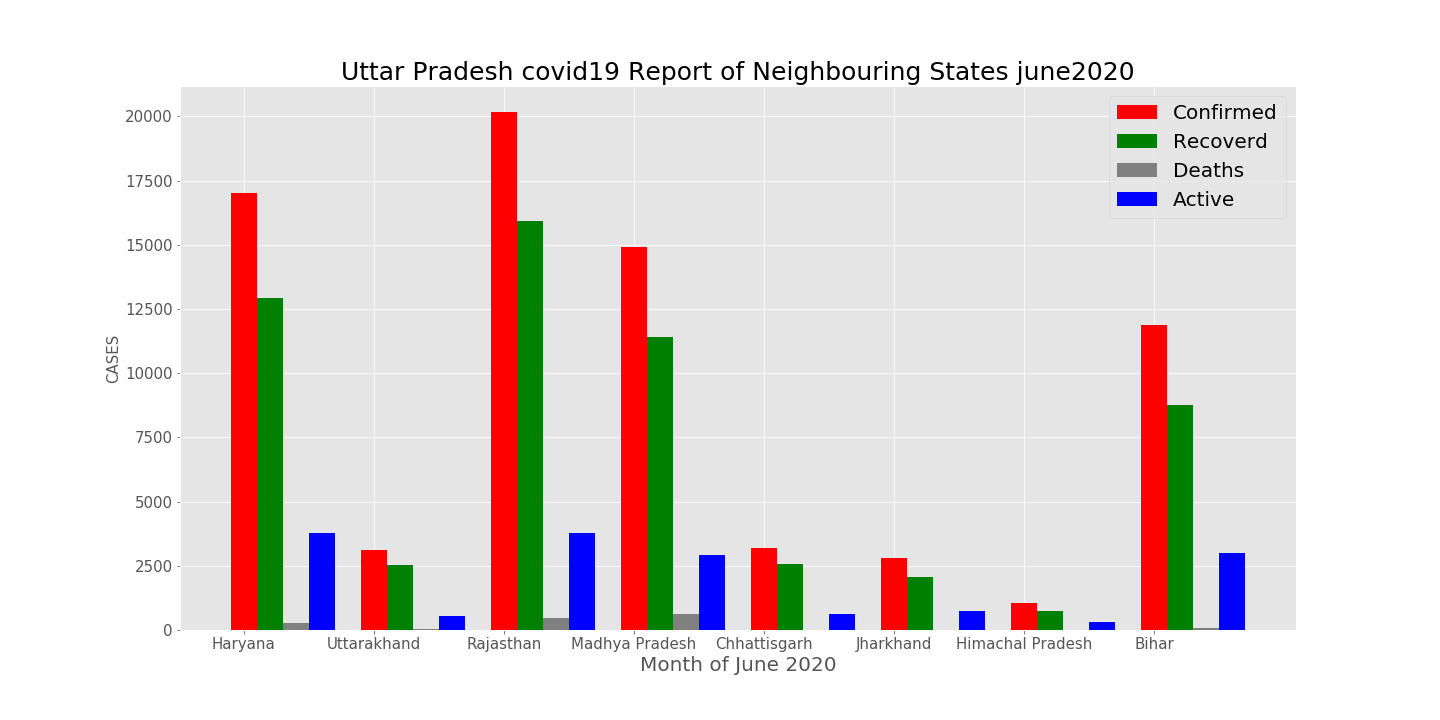 Uttar Pradesh covid19 Report of Neighbouring States june2020
Confirmed
Recoverd
Deaths
Active
20000
17500
15000
12500
10000
7500
5000
2500
0
CASES
Haryana Uttarakhand Rajasthan Madhya Pradesh Chhattisgarh Jharkhand Himachal Pradesh Bihar
Month of June 2020